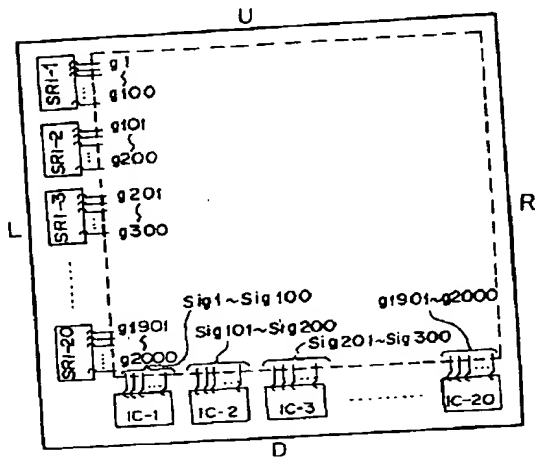 U
SRI-1
g1
g100
SRI-2
g101
g200
L
SRI-3
g201
g300
R
SRI-20
g1901
g2000
Sig1~Sig100
Sig101~Sig200
Sig201~Sig300
g1901~g2000
IC-1
IC-2
IC-3
IC-20
D